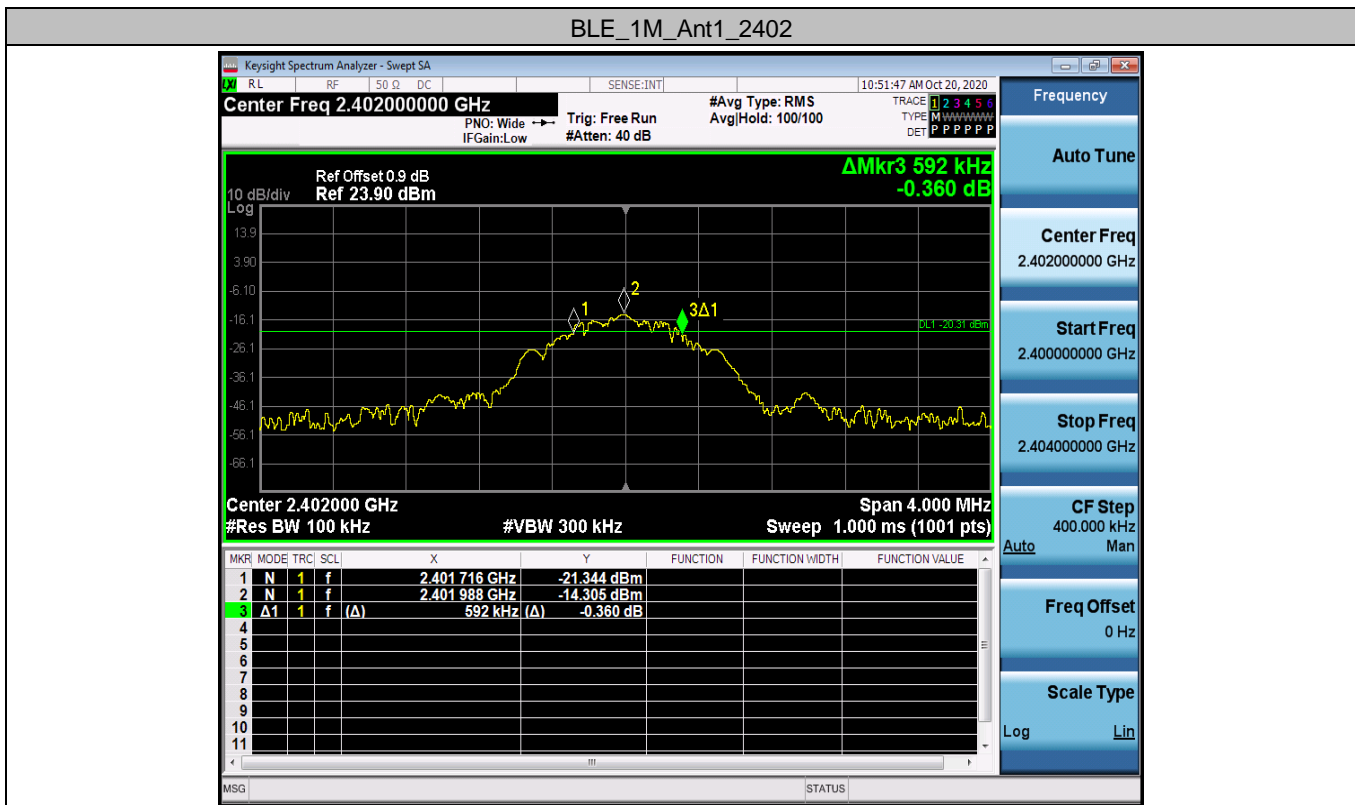 BLE_1M_Ant1_2402
Keysight Spectrum Analyzer - Swept SA
LXI RL RF 50 Ω DC SENSE:INT 10:51:47 AM Oct 20, 2020
Center Freq 2.402000000 GHz
PNO: Wide
IFGain:Low
Trig: Free Run
#Atten: 40 dB
#Avg Type: RMS
Avg|Hold: 100/100
TRACE 1 2 3 4 5 6
TYPE M W W W W W
DET P P P P P P
Ref Offset 0.9 dB
10 dB/div Ref 23.90 dBm
Log
ΔMkr3 592 kHz
-0.360 dB
13.9
3.90
-6.10
-16.1
-26.1
-36.1
-46.1
-56.1
-66.1
1
2
3Δ1
DL1 -20.31 dBm
Center 2.402000 GHz Span 4.000 MHz
#Res BW 100 kHz #VBW 300 kHz Sweep 1.000 ms (1001 pts)
MKR MODE TRC SCL X Y FUNCTION FUNCTION WIDTH FUNCTION VALUE
1 N 1 f 2.401 716 GHz -21.344 dBm
2 N 1 f 2.401 988 GHz -14.305 dBm
3 Δ1 1 f (Δ) 592 kHz (Δ) -0.360 dB
4
5
6
7
8
9
10
11
MSG STATUS
Frequency
Auto Tune
Center Freq
2.402000000 GHz
Start Freq
2.400000000 GHz
Stop Freq
2.404000000 GHz
CF Step
400.000 kHz
Auto Man
Freq Offset
0 Hz
Scale Type
Log Lin